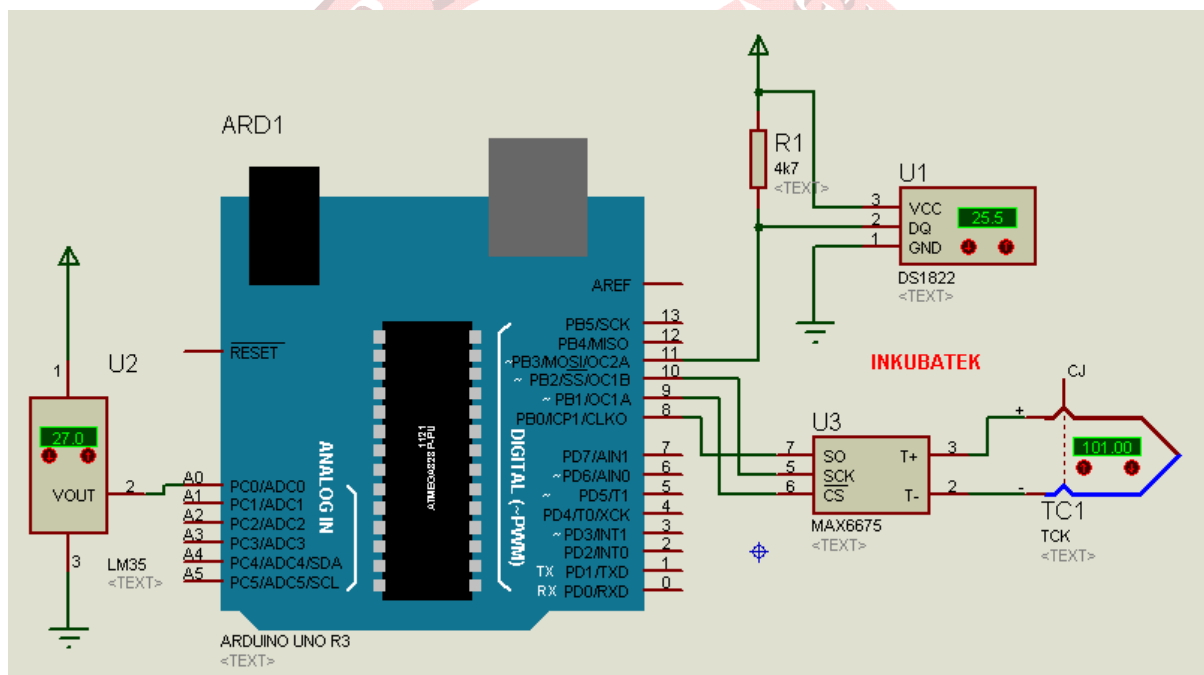 ARD1
R1
4k7
<TEXT>
U1
3 VCC
2 DQ
1 GND
25.5
DS1822
<TEXT>
AREF
RESET
1
U2
27.0
VOUT
2
3
LM35
<TEXT>
A0 PC0/ADC0
A1 PC1/ADC1
A2 PC2/ADC2
A3 PC3/ADC3
A4 PC4/ADC4/SDA
A5 PC5/ADC5/SCL
ANALOG IN
ATMEGA328P-PU
1121
DIGITAL (~PWM)
PB5/SCK 13
PB4/MISO 12
~PB3/MOSI/OC2A 11
~ PB2/SS/OC1B 10
~ PB1/OC1A 9
PB0/ICP1/CLKO 8
PD7/AIN1 7
~ PD6/AIN0 6
~ PD5/T1 5
PD4/T0/XCK 4
~ PD3/INT1 3
PD2/INT0 2
TX PD1/TXD 1
RX PD0/RXD 0
ARDUINO UNO R3
<TEXT>
INKUBATEK
U3
7 SO
5 SCK
6 CS
T+ 3
T- 2
MAX6675
<TEXT>
CJ
+
101.00
-
TC1
TCK
<TEXT>